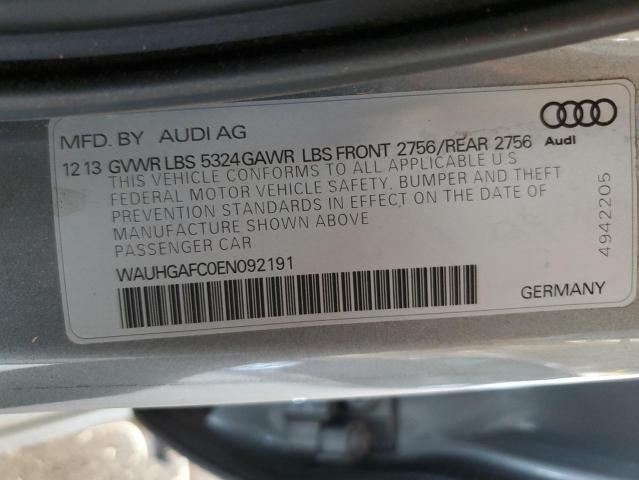 MFD. BY AUDI AG
Audi
12 13 GVWR LBS 5324 GAWR LBS FRONT 2756/REAR 2756
THIS VEHICLE CONFORMS TO ALL APPLICABLE U S
FEDERAL MOTOR VEHICLE SAFETY, BUMPER AND THEFT
PREVENTION STANDARDS IN EFFECT ON THE DATE OF
MANUFACTURE SHOWN ABOVE
PASSENGER CAR
WAUHGAFC0EN092191
GERMANY
4942205